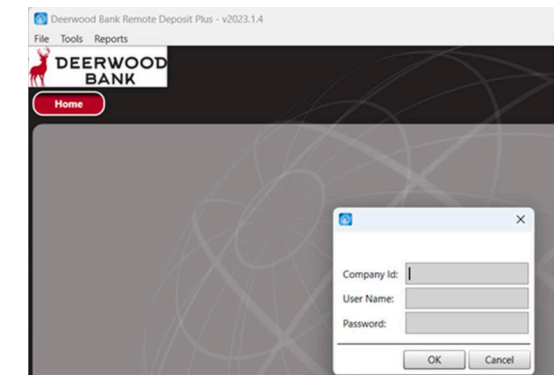 Deerwood Bank Remote Deposit Plus - v2023.1.4
File Tools Reports
DEERWOOD
BANK
Home
Company Id:
User Name:
Password:
OK Cancel